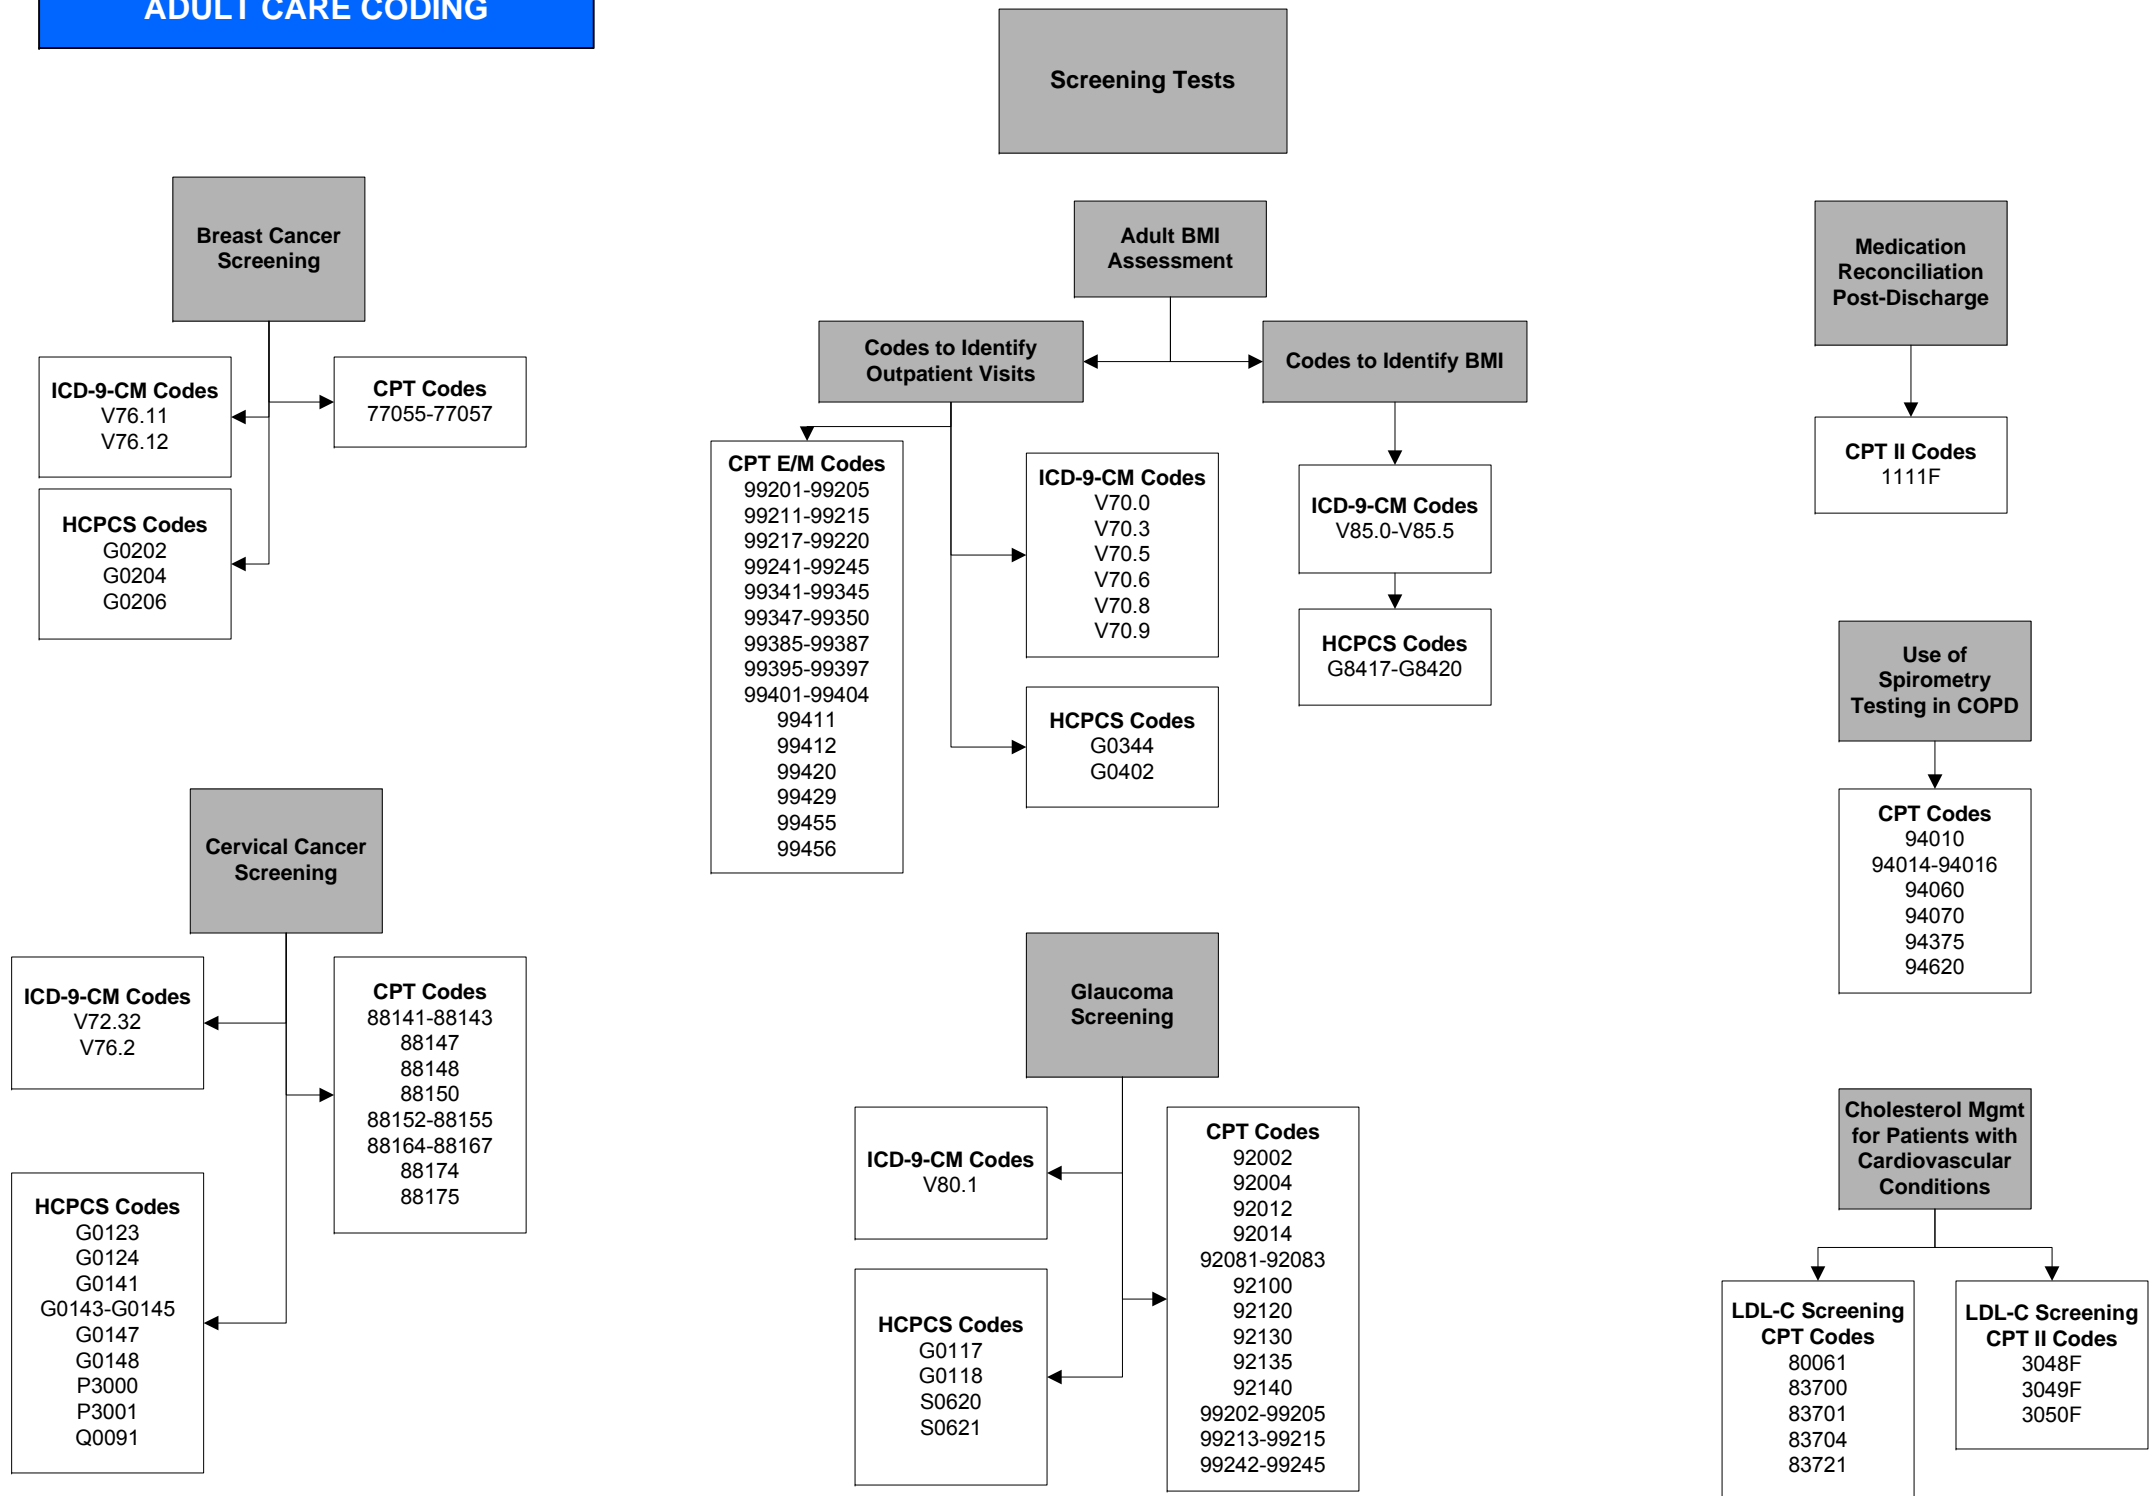 ADULT CARE CODING
Screening Tests
Breast Cancer
Screening
ICD-9-CM Codes
V76.11
V76.12
CPT Codes
77055-77057
HCPCS Codes
G0202
G0204
G0206
Cervical Cancer
Screening
ICD-9-CM Codes
V72.32
V76.2
CPT Codes
88141-88143
88147
88148
88150
88152-88155
88164-88167
88174
88175
HCPCS Codes
G0123
G0124
G0141
G0143-G0145
G0147
G0148
P3000
P3001
Q0091
Adult BMI
Assessment
Codes to Identify
Outpatient Visits
Codes to Identify BMI
CPT E/M Codes
99201-99205
99211-99215
99217-99220
99241-99245
99341-99345
99347-99350
99385-99387
99395-99397
99401-99404
99411
99412
99420
99429
99455
99456
ICD-9-CM Codes
V70.0
V70.3
V70.5
V70.6
V70.8
V70.9
HCPCS Codes
G0344
G0402
ICD-9-CM Codes
V85.0-V85.5
HCPCS Codes
G8417-G8420
Glaucoma
Screening
ICD-9-CM Codes
V80.1
HCPCS Codes
G0117
G0118
S0620
S0621
CPT Codes
92002
92004
92012
92014
92081-92083
92100
92120
92130
92135
92140
99202-99205
99213-99215
99242-99245
Medication
Reconciliation
Post-Discharge
CPT II Codes
1111F
Use of
Spirometry
Testing in COPD
CPT Codes
94010
94014-94016
94060
94070
94375
94620
Cholesterol Mgmt
for Patients with
Cardiovascular
Conditions
LDL-C Screening
CPT Codes
80061
83700
83701
83704
83721
LDL-C Screening
CPT II Codes
3048F
3049F
3050F